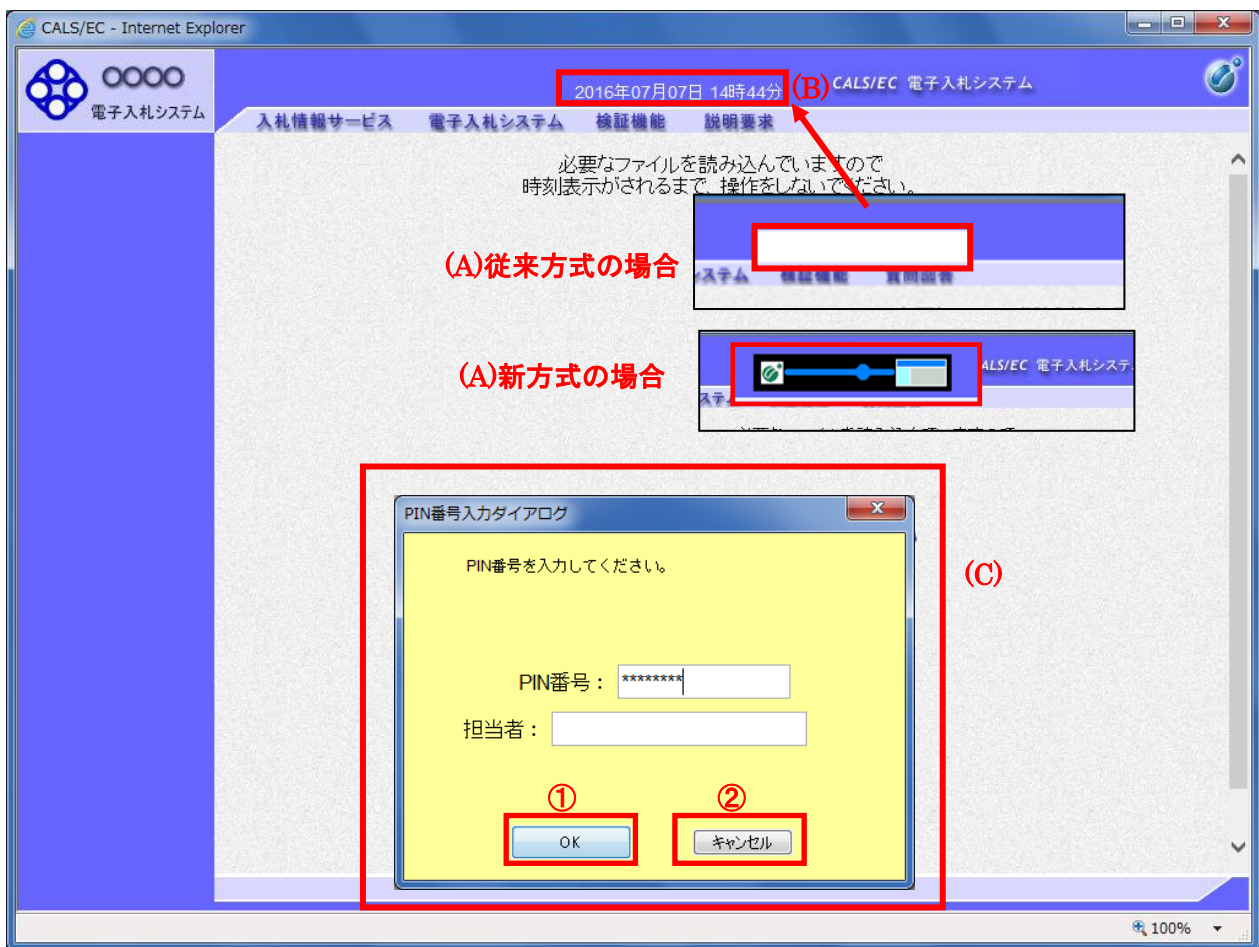 CALS/EC - Internet Explorer
○○○○
電子入札システム
2016年07月07日 14時44分
(B)
CALS/EC 電子入札システム
入札情報サービス 電子入札システム 検証機能 説明要求
必要なファイルを読み込んでいますので
時刻表示がされるまで、操作をしないでください。
(A)従来方式の場合
ステム 検証機能 質問回答
(A)新方式の場合
ALS/EC 電子入札システ
PIN番号入力ダイアログ
PIN番号を入力してください。
(C)
PIN番号： ********
担当者：
① ②
OK キャンセル
100%